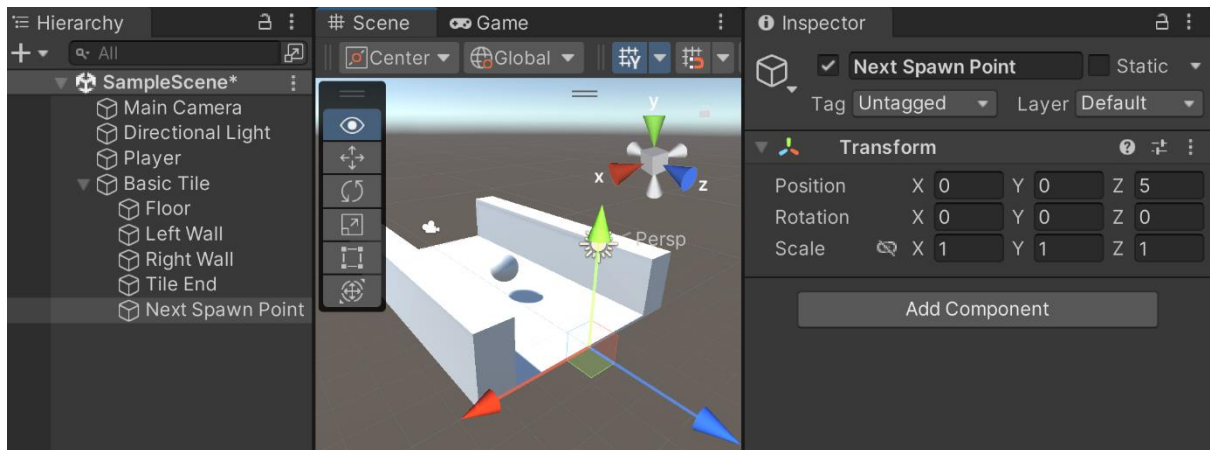 Hierarchy
All
SampleScene*
Main Camera
Directional Light
Player
Basic Tile
Floor
Left Wall
Right Wall
Tile End
Next Spawn Point
Scene Game
Center Global
y
x
z
Persp
Inspector
Next Spawn Point Static
Tag Untagged Layer Default
Transform
Position X 0 Y 0 Z 5
Rotation X 0 Y 0 Z 0
Scale X 1 Y 1 Z 1
Add Component